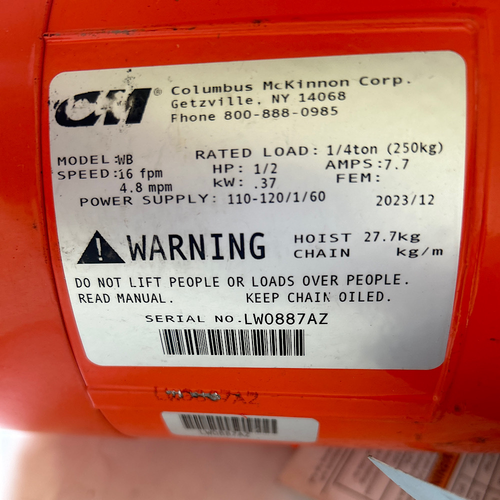 CM® Columbus McKinnon Corp.
Getzville, NY 14068
Phone 800-888-0985
MODEL:WB RATED LOAD: 1/4ton (250kg)
SPEED:16 fpm HP: 1/2 AMPS:7.7
4.8 mpm kW: .37 FEM:
POWER SUPPLY: 110-120/1/60 2023/12
WARNING HOIST 27.7kg
CHAIN kg/m
DO NOT LIFT PEOPLE OR LOADS OVER PEOPLE.
READ MANUAL. KEEP CHAIN OILED.
SERIAL NO.LW0887AZ
LW0887AZ
LW0887AZ